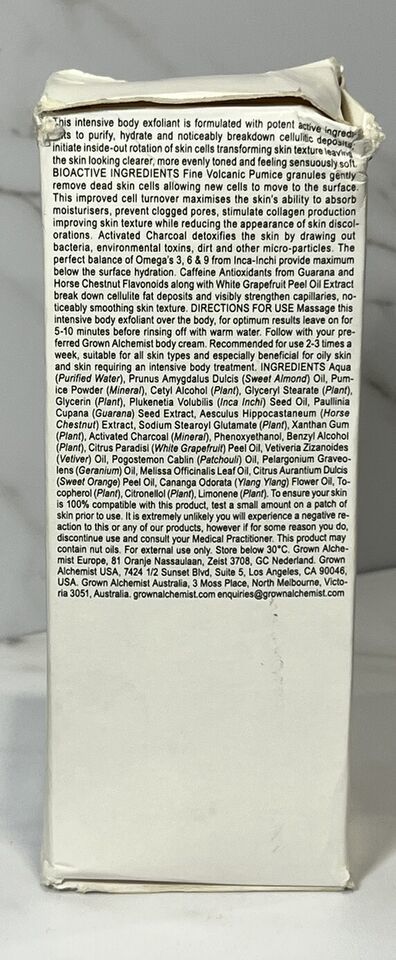 This intensive body exfoliant is formulated with potent active ingredi-
ents to purify, hydrate and noticeably breakdown cellulitic deposits,
initiate inside-out rotation of skin cells transforming skin texture leaving
the skin looking clearer, more evenly toned and feeling sensuously soft.
BIOACTIVE INGREDIENTS Fine Volcanic Pumice granules gently
remove dead skin cells allowing new cells to move to the surface.
This improved cell turnover maximises the skin's ability to absorb
moisturisers, prevent clogged pores, stimulate collagen production
improving skin texture while reducing the appearance of skin discol-
orations. Activated Charcoal detoxifies the skin by drawing out
bacteria, environmental toxins, dirt and other micro-particles. The
perfect balance of Omega's 3, 6 & 9 from Inca-Inchi provide maximum
below the surface hydration. Caffeine Antioxidants from Guarana and
Horse Chestnut Flavonoids along with White Grapefruit Peel Oil Extract
break down cellulite fat deposits and visibly strengthen capillaries, no-
ticeably smoothing skin texture. DIRECTIONS FOR USE Massage this
intensive body exfoliant over the body, for optimum results leave on for
5-10 minutes before rinsing off with warm water. Follow with your pre-
ferred Grown Alchemist body cream. Recommended for use 2-3 times a
week, suitable for all skin types and especially beneficial for oily skin
and skin requiring an intensive body treatment. INGREDIENTS Aqua
(Purified Water), Prunus Amygdalus Dulcis (Sweet Almond) Oil, Pum-
ice Powder (Mineral), Cetyl Alcohol (Plant), Glyceryl Stearate (Plant),
Glycerin (Plant), Plukenetia Volubilis (Inca Inchi) Seed Oil, Paullinia
Cupana (Guarana) Seed Extract, Aesculus Hippocastaneum (Horse
Chestnut) Extract, Sodium Stearoyl Glutamate (Plant), Xanthan Gum
(Plant), Activated Charcoal (Mineral), Phenoxyethanol, Benzyl Alcohol
(Plant), Citrus Paradisi (White Grapefruit) Peel Oil, Vetiveria Zizanoides
(Vetiver) Oil, Pogostemon Cablin (Patchouli) Oil, Pelargonium Graveo-
lens (Geranium) Oil, Melissa Officinalis Leaf Oil, Citrus Aurantium Dulcis
(Sweet Orange) Peel Oil, Cananga Odorata (Ylang Ylang) Flower Oil, To-
copherol (Plant), Citronellol (Plant), Limonene (Plant). To ensure your skin
is 100% compatible with this product, test a small amount on a patch of
skin prior to use. It is extremely unlikely you will experience a negative re-
action to this or any of our products, however if for some reason you do,
discontinue use and consult your Medical Practitioner. This product may
contain nut oils. For external use only. Store below 30°C. Grown Alche-
mist Europe, 81 Oranje Nassaulaan, Zeist 3708, GC Nederland. Grown
Alchemist USA, 7424 1/2 Sunset Blvd, Suite 5, Los Angeles, CA 90046,
USA. Grown Alchemist Australia, 3 Moss Place, North Melbourne, Victo-
ria 3051, Australia. grownalchemist.com enquiries@grownalchemist.com